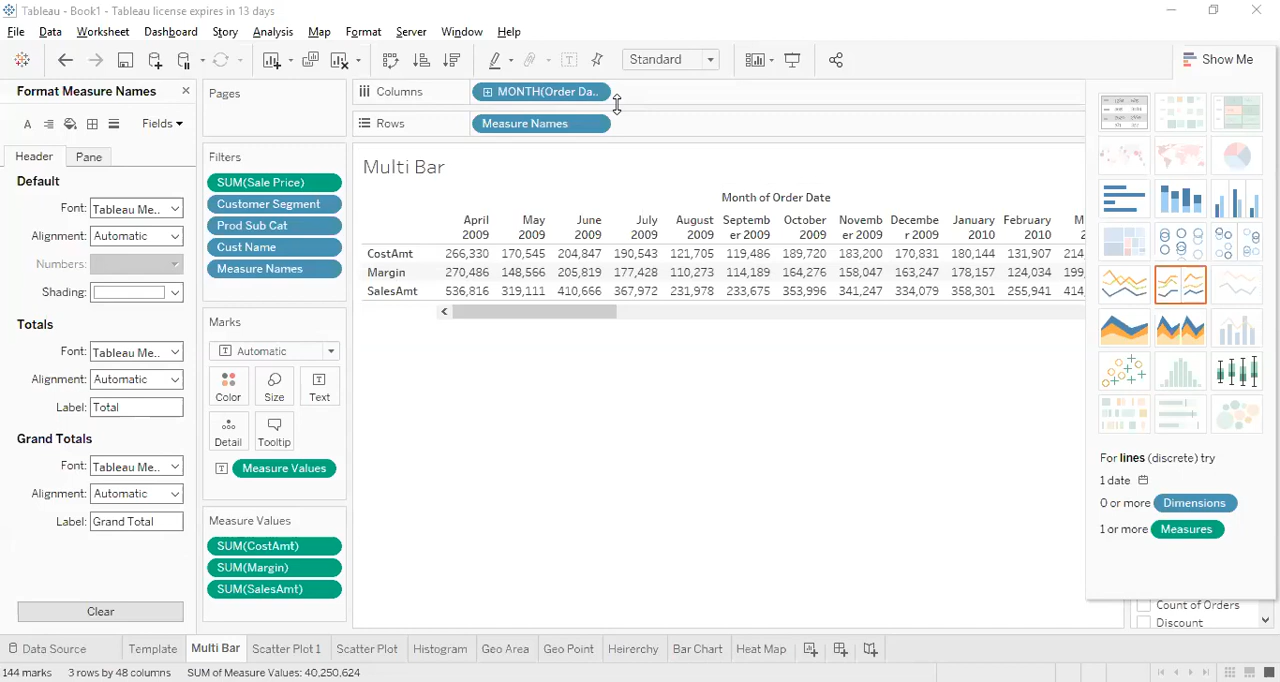 Tableau - Book1 - Tableau license expires in 13 days
File Data Worksheet Dashboard Story Analysis Map Format Server Window Help
Standard
Show Me
Format Measure Names
Fields
Header Pane
Default
Font: Tableau Me..
Alignment: Automatic
Numbers:
Shading:
Totals
Font: Tableau Me..
Alignment: Automatic
Label: Total
Grand Totals
Font: Tableau Me..
Alignment: Automatic
Label: Grand Total
Clear
Pages
Filters
SUM(Sale Price)
Customer Segment
Prod Sub Cat
Cust Name
Measure Names
Marks
Automatic
Color Size Text
Detail Tooltip
Measure Values
Measure Values
SUM(CostAmt)
SUM(Margin)
SUM(SalesAmt)
Columns MONTH(Order Da..
Rows Measure Names
Multi Bar
Month of Order Date
April May June July August Septemb October Novemb Decembe January February
2009 2009 2009 2009 2009 er 2009 2009 er 2009 r 2009 2010 2010
CostAmt 266,330 170,545 204,847 190,543 121,705 119,486 189,720 183,200 170,831 180,144 131,907 214
Margin 270,486 148,566 205,819 177,428 110,273 114,189 164,276 158,047 163,247 178,157 124,034 199
SalesAmt 536,816 319,111 410,666 367,972 231,978 233,675 353,996 341,247 334,079 358,301 255,941 414
For lines (discrete) try
1 date
0 or more Dimensions
1 or more Measures
Count of Orders
Discount
Data Source Template Multi Bar Scatter Plot 1 Scatter Plot Histogram Geo Area Geo Point Heirerchy Bar Chart Heat Map
144 marks 3 rows by 48 columns SUM of Measure Values: 40,250,624